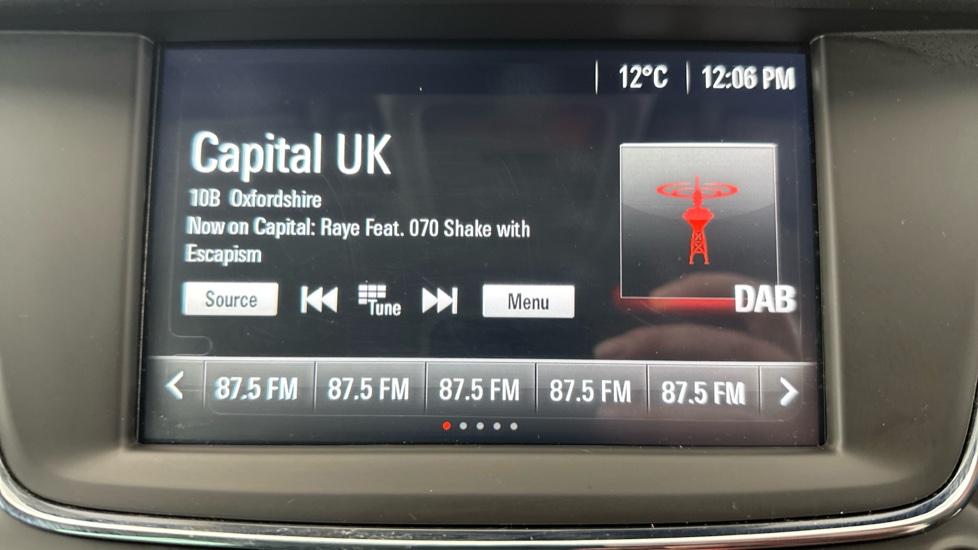 12°C 12:06 PM
Capital UK
10B Oxfordshire
Now on Capital: Raye Feat. 070 Shake with
Escapism
Source Tune Menu
DAB
87.5 FM 87.5 FM 87.5 FM 87.5 FM 87.5 FM